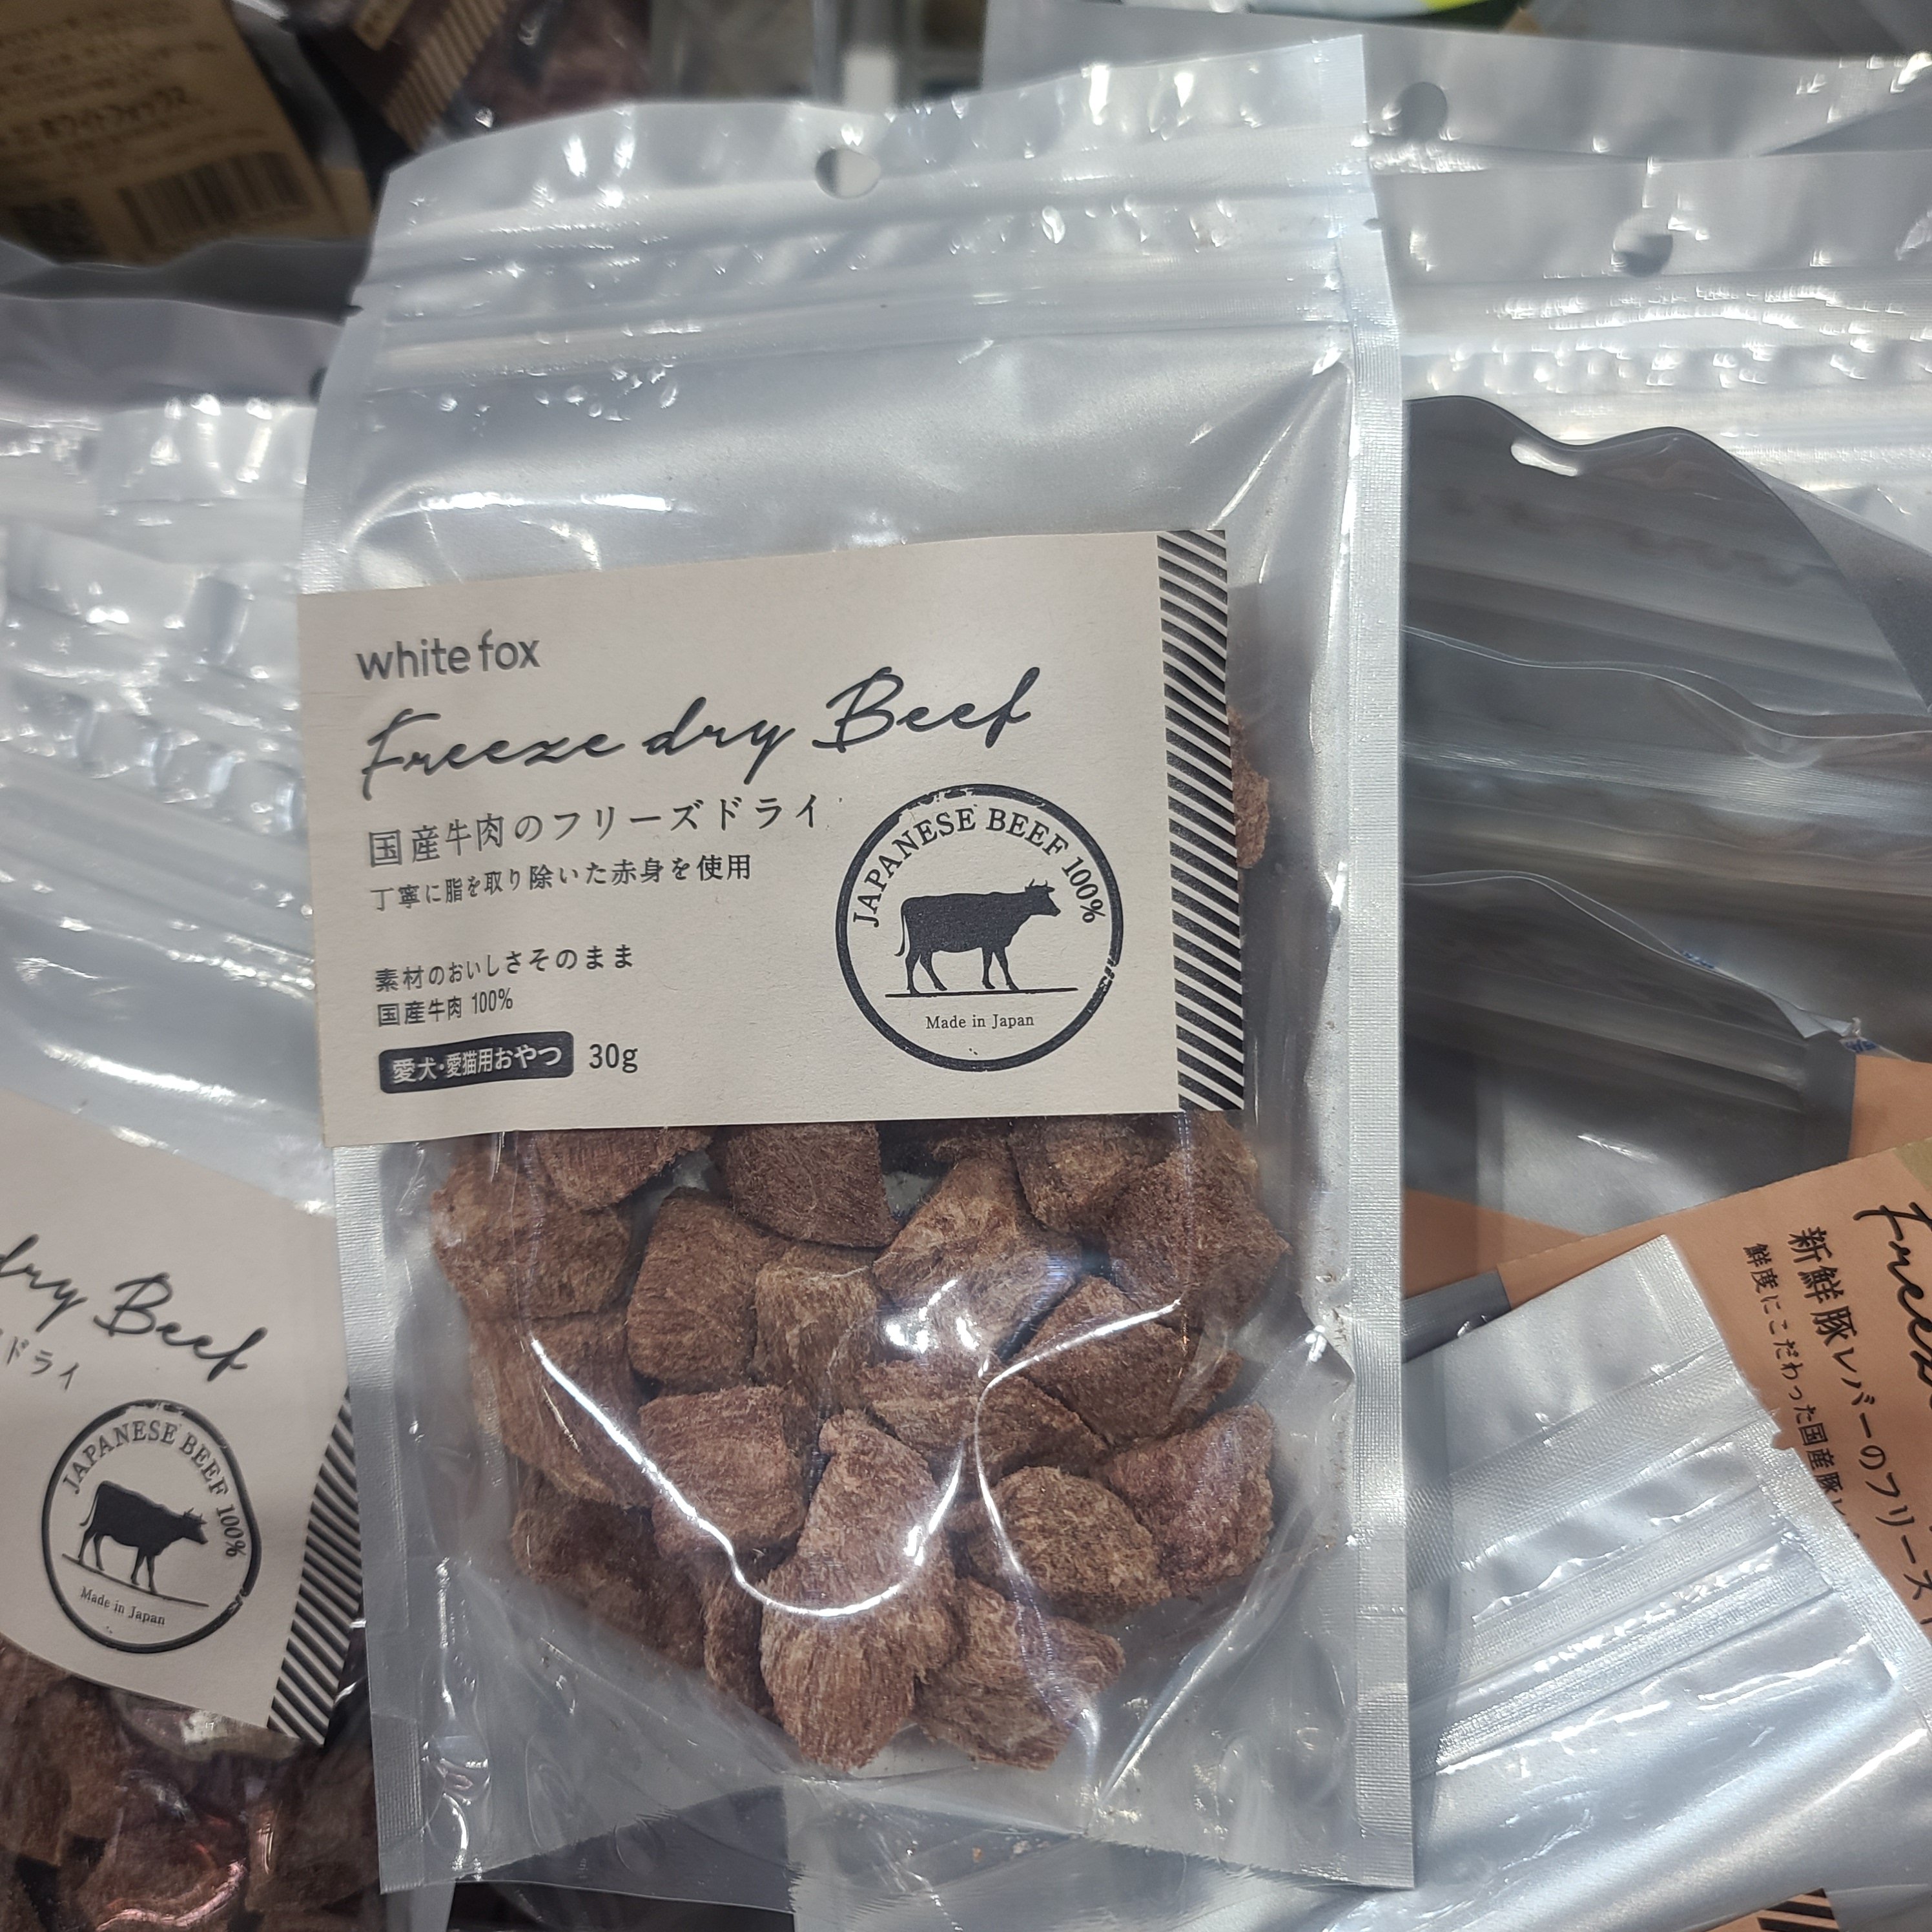 white fox
Freeze dry Beef
国産牛肉のフリーズドライ
丁寧に脂を取り除いた赤身を使用
素材のおいしさそのまま
国産牛肉 100%
愛犬・愛猫用おやつ 30g
JAPANESE BEEF 100%
Made in Japan
dry Beef
ドライ
JAPANESE BEEF 100%
Made in Japan
新鮮豚レバーのフリーズ
鮮度にこだわった国産豚レ